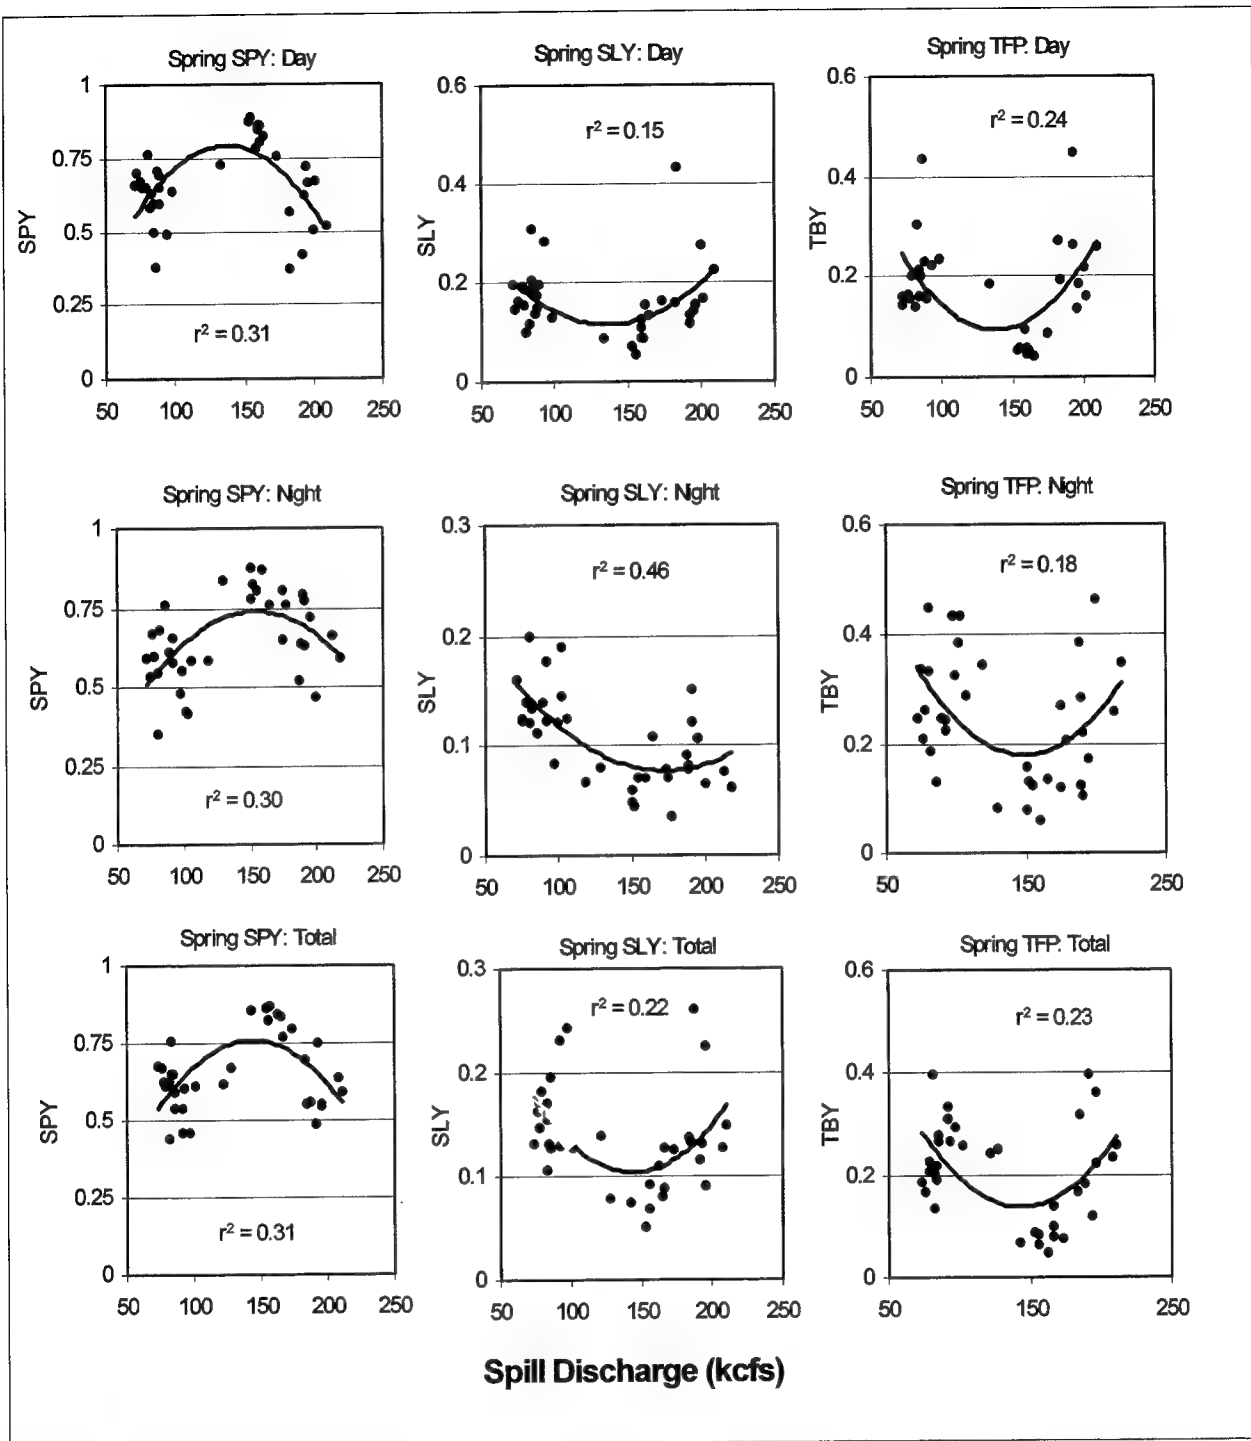 Spring SPY: Day
1
0.75
0.5
0.25
0
SPY
r² = 0.31
50 100 150 200 250
Spring SLY: Day
0.6
0.4
0.2
0
SLY
r² = 0.15
50 100 150 200 250
Spring TFP: Day
0.6
0.4
0.2
0
TBY
r² = 0.24
50 100 150 200 250
Spring SPY: Night
1
0.75
0.5
0.25
0
SPY
r² = 0.30
50 100 150 200 250
Spring SLY: Night
0.3
0.2
0.1
0
SLY
r² = 0.46
50 100 150 200 250
Spring TFP: Night
0.6
0.4
0.2
0
TBY
r² = 0.18
50 150 250
Spring SPY: Total
1
0.75
0.5
0.25
0
SPY
r² = 0.31
50 100 150 200 250
Spring SLY: Total
0.3
0.2
0.1
0
SLY
r² = 0.22
50 100 150 200 250
Spring TFP: Total
0.6
0.4
0.2
0
TBY
r² = 0.23
50 150 250
Spill Discharge (kcfs)